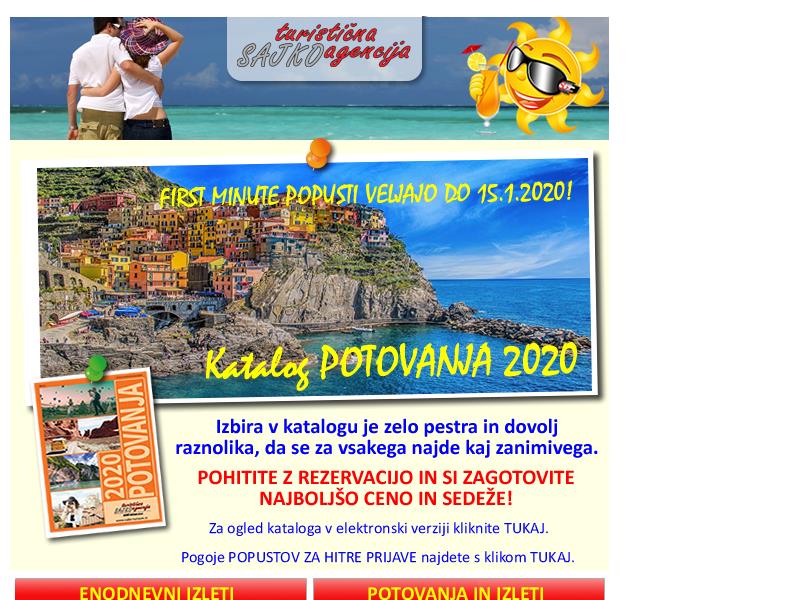 turistična
SAJKO agencija
FIRST MINUTE POPUSTI VELJAJO DO 15.1.2020!
Katalog POTOVANJA 2020
2020
POTOVANJA
turistična
SAJKO agencija
Izbira v katalogu je zelo pestra in dovolj
raznolika, da se za vsakega najde kaj zanimivega.
POHITITE Z REZERVACIJO IN SI ZAGOTOVITE
NAJBOLJŠO CENO IN SEDEŽE!
Za ogled kataloga v elektronski verziji kliknite TUKAJ.
Pogoje POPUSTOV ZA HITRE PRIJAVE najdete s klikom TUKAJ.
ENODNEVNI IZLETI
POTOVANJA IN IZLETI